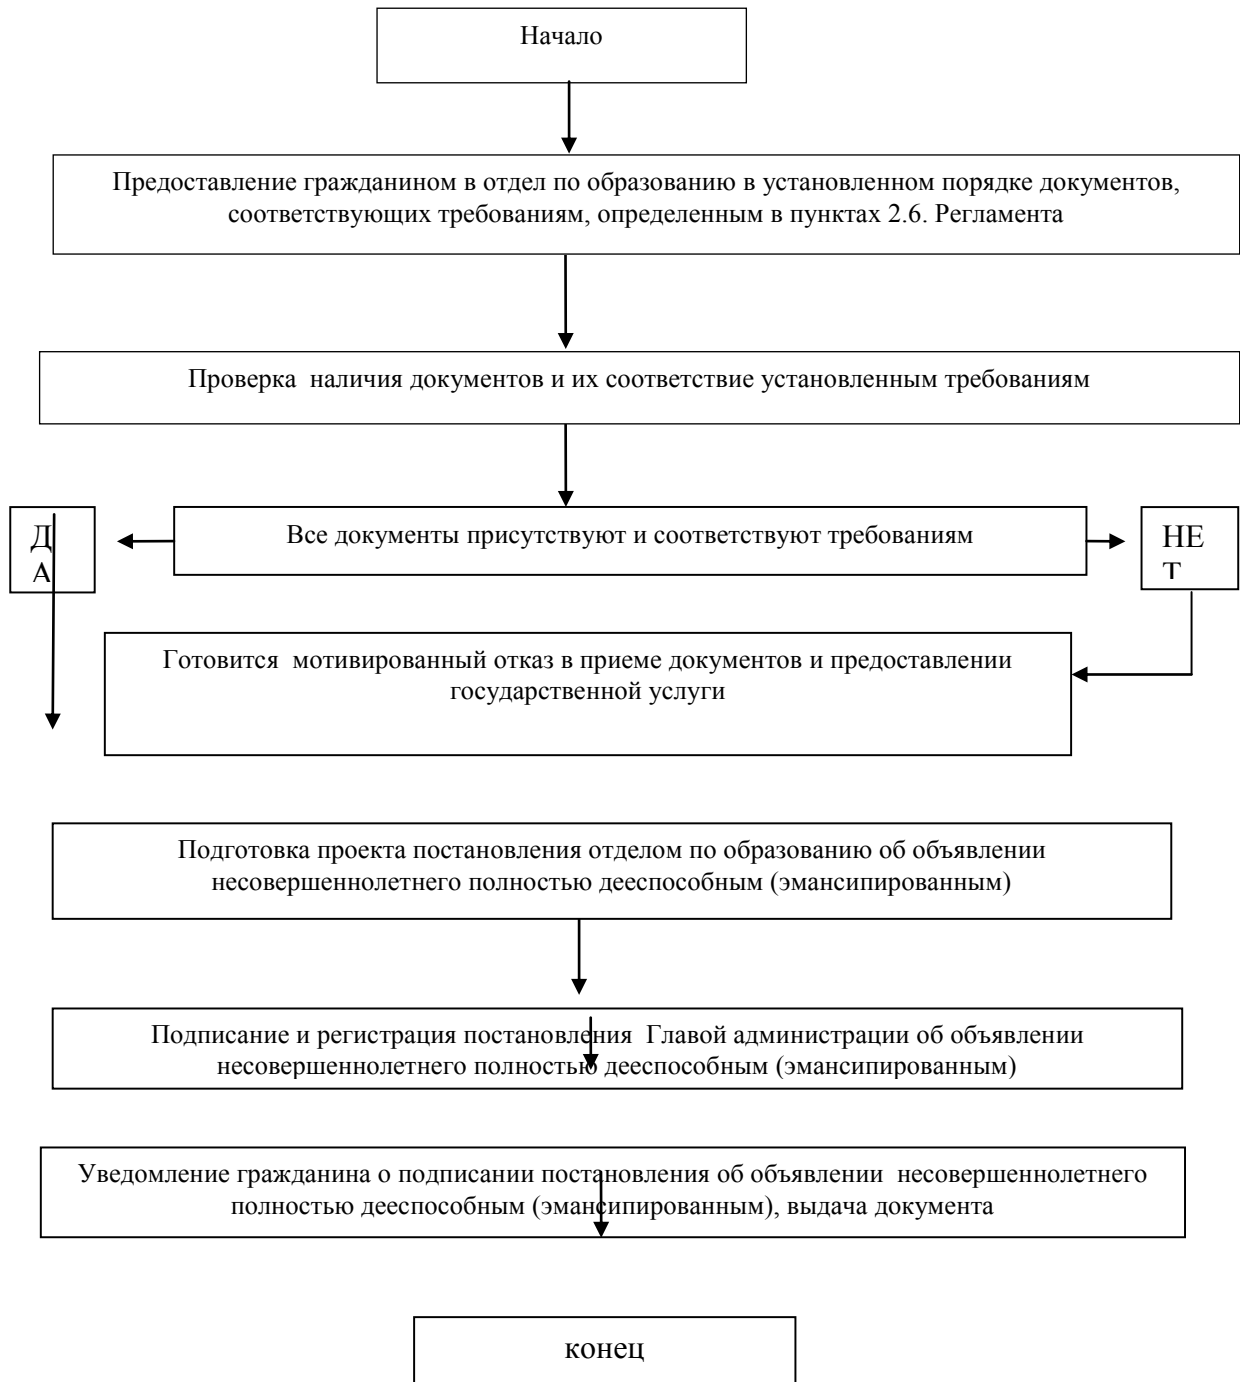 Начало
Предоставление гражданином в отдел по образованию в установленном порядке документов,
соответствующих требованиям, определенным в пунктах 2.6. Регламента
Проверка  наличия документов и их соответствие установленным требованиям
Д
А
Все документы присутствуют и соответствуют требованиям
НЕ
Т
Готовится  мотивированный отказ в приеме документов и предоставлении
государственной услуги
Подготовка проекта постановления отделом по образованию об объявлении
несовершеннолетнего полностью дееспособным (эмансипированным)
Подписание и регистрация постановления  Главой администрации об объявлении
несовершеннолетнего полностью дееспособным (эмансипированным)
Уведомление гражданина о подписании постановления об объявлении  несовершеннолетнего
полностью дееспособным (эмансипированным), выдача документа
конец